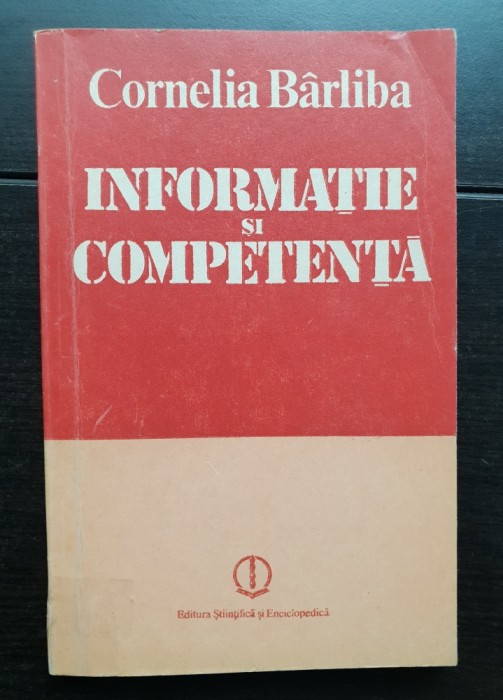 Cornelia Bârliba
INFORMAȚIE
ȘI
COMPETENȚĂ
Editura Științifică și Enciclopedică